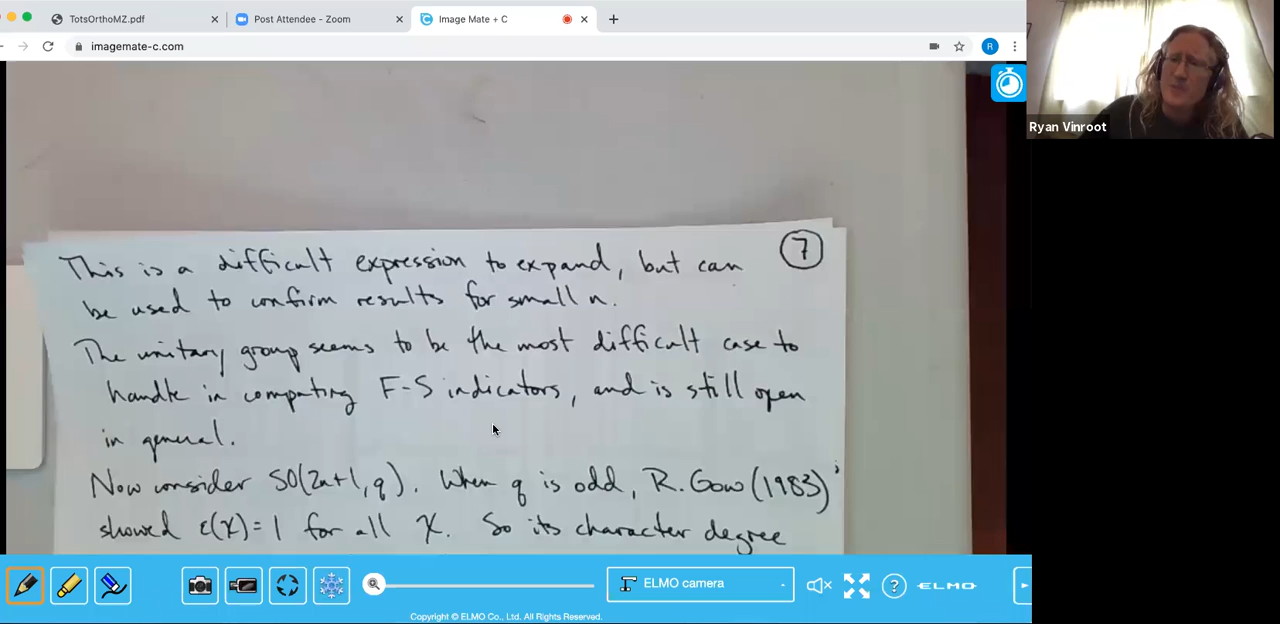 TotsOrthoMZ.pdf
Post Attendee - Zoom
Image Mate + C
imagemate-c.com
R
Ryan Vinroot
7
This is a difficult expression to expand, but can
be used to confirm results for small n.
The unitary group seems to be the most difficult case to
handle in computing F-S indicators, and is still open
in general.
Now consider SO(2n+1, q). When q is odd, R. Gow (1983)
showed ε(χ)=1 for all χ. So its character degree
ELMO camera
?
ELMO
Copyright © ELMO Co., Ltd. All Rights Reserved.